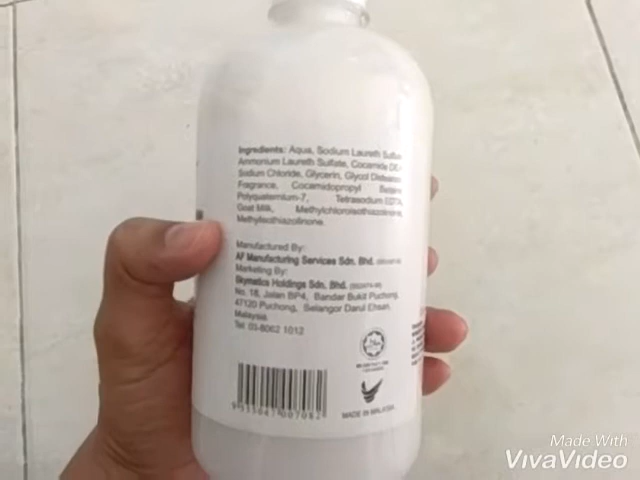 Ingredients: Aqua, Sodium Laureth Sulfate
Ammonium Laureth Sulfate, Cocamide DEA
Sodium Chloride, Glycerin, Glycol Distearate
Fragrance, Cocamidopropyl Betaine
Polyquaternium-7, Tetrasodium EDTA
Goat Milk, Methylchloroisothiazolinone,
Methylisothiazolinone.
Manufactured By:
AF Manufacturing Services Sdn. Bhd.
Marketing By:
Skymatics Holdings Sdn. Bhd.
No. 18, Jalan BP4, Bandar Bukit Puchong,
47120 Puchong, Selangor Darul Ehsan,
Malaysia.
Tel: 03-8062 1012
MADE IN MALAYSIA
Made With
VivaVideo